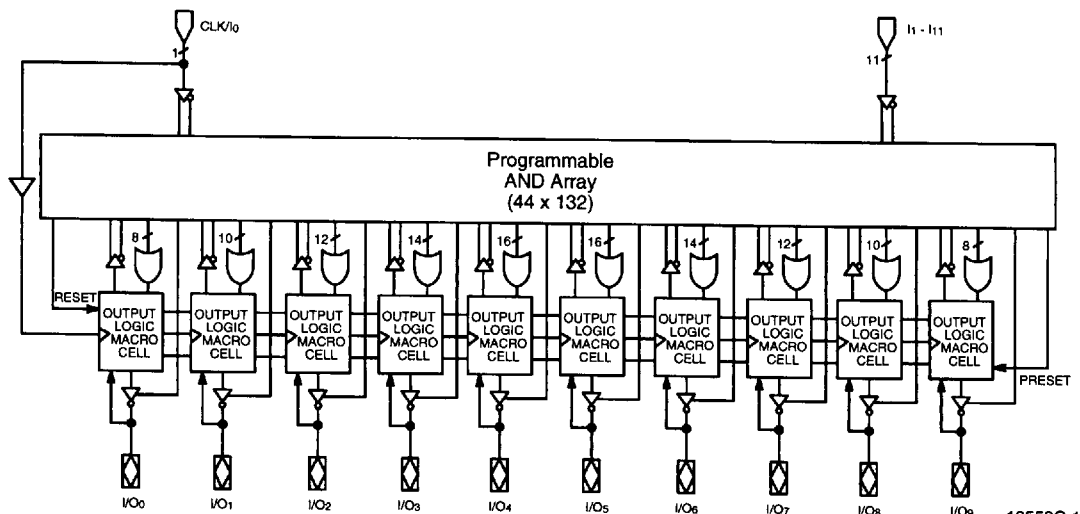 CLK/I0
I1 - I11
1
11
Programmable
AND Array
(44 x 132)
8
10
12
14
16
16
14
12
10
8
RESET
OUTPUT
LOGIC
MACRO
CELL
OUTPUT
LOGIC
MACRO
CELL
OUTPUT
LOGIC
MACRO
CELL
OUTPUT
LOGIC
MACRO
CELL
OUTPUT
LOGIC
MACRO
CELL
OUTPUT
LOGIC
MACRO
CELL
OUTPUT
LOGIC
MACRO
CELL
OUTPUT
LOGIC
MACRO
CELL
OUTPUT
LOGIC
MACRO
CELL
OUTPUT
LOGIC
MACRO
CELL
PRESET
I/O0
I/O1
I/O2
I/O3
I/O4
I/O5
I/O6
I/O7
I/O8
I/O9